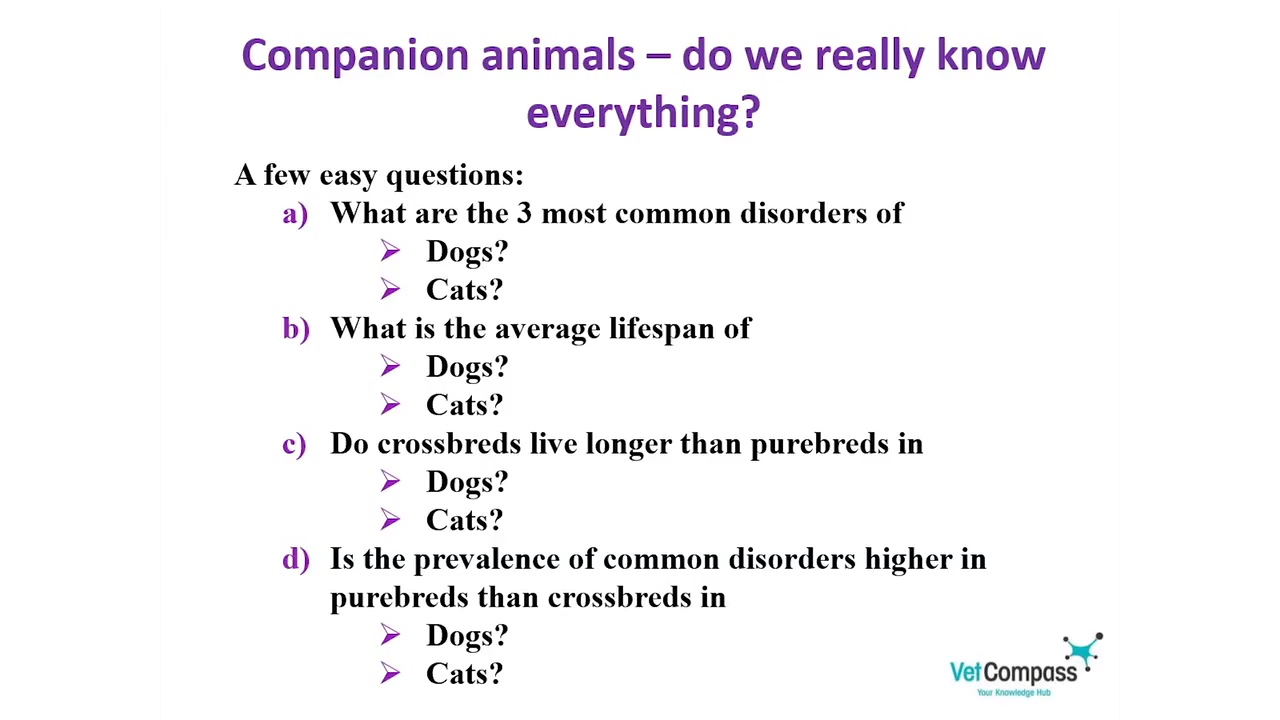 Companion animals – do we really know
everything?
A few easy questions:
a) What are the 3 most common disorders of
➢ Dogs?
➢ Cats?
b) What is the average lifespan of
➢ Dogs?
➢ Cats?
c) Do crossbreds live longer than purebreds in
➢ Dogs?
➢ Cats?
d) Is the prevalence of common disorders higher in
purebreds than crossbreds in
➢ Dogs?
➢ Cats?
VetCompass
Your Knowledge Hub